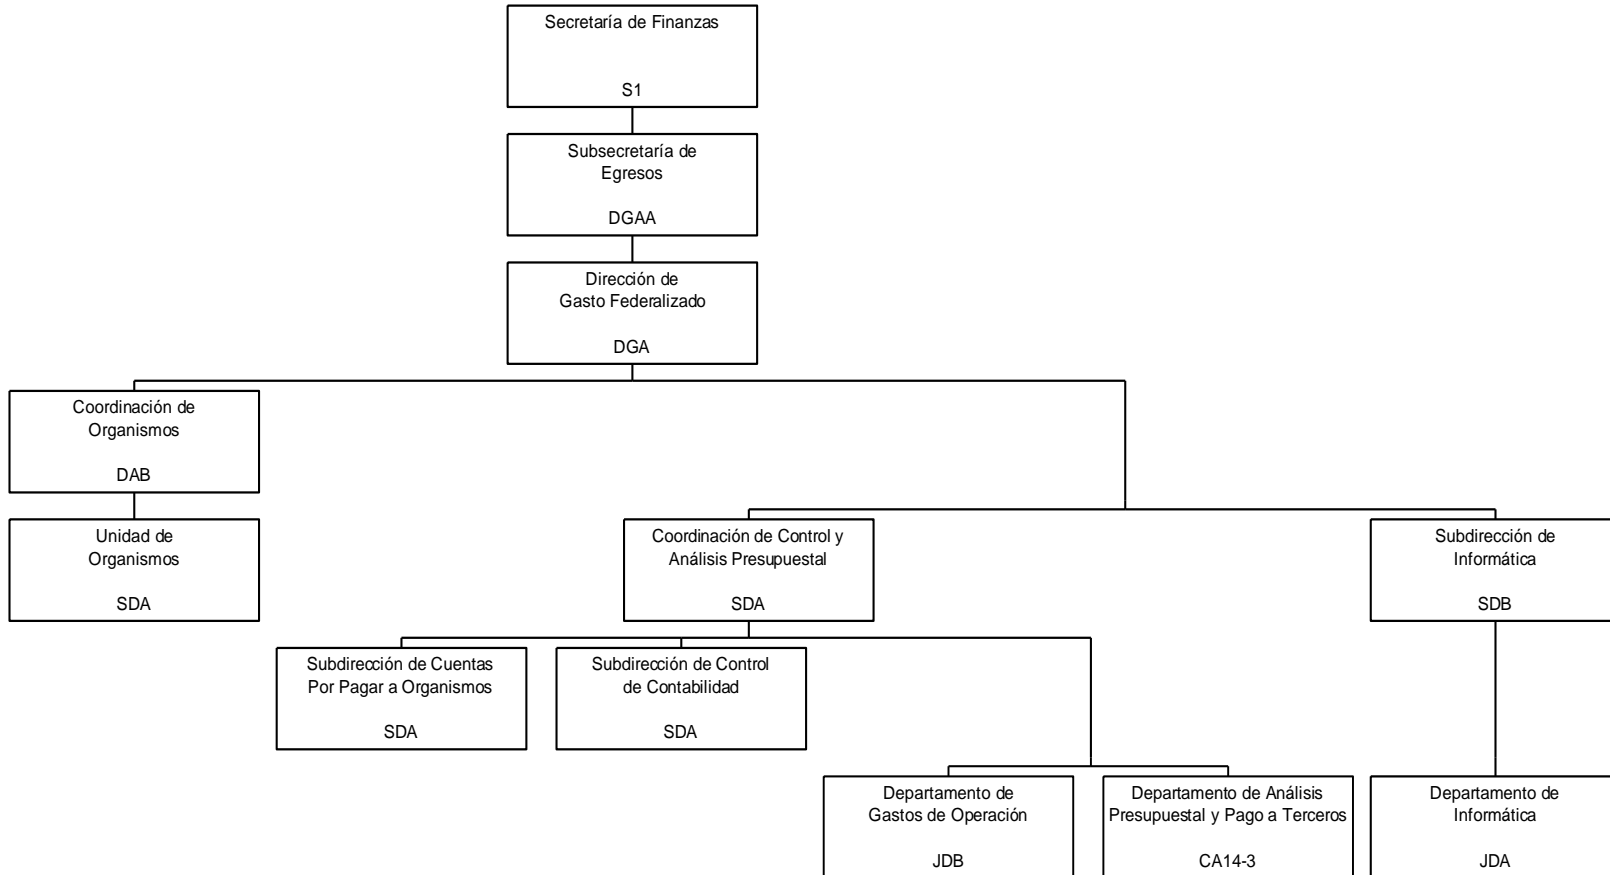 Secretaría de Finanzas
S1
Subsecretaría de
Egresos
DGAA
Dirección de
Gasto Federalizado
DGA
Coordinación de
Organismos
DAB
Unidad de
Organismos
SDA
Coordinación de Control y
Análisis Presupuestal
SDA
Subdirección de
Informática
SDB
Subdirección de Cuentas
Por Pagar a Organismos
SDA
Subdirección de Control
de Contabilidad
SDA
Departamento de
Gastos de Operación
JDB
Departamento de Análisis
Presupuestal y Pago a Terceros
CA14-3
Departamento de
Informática
JDA